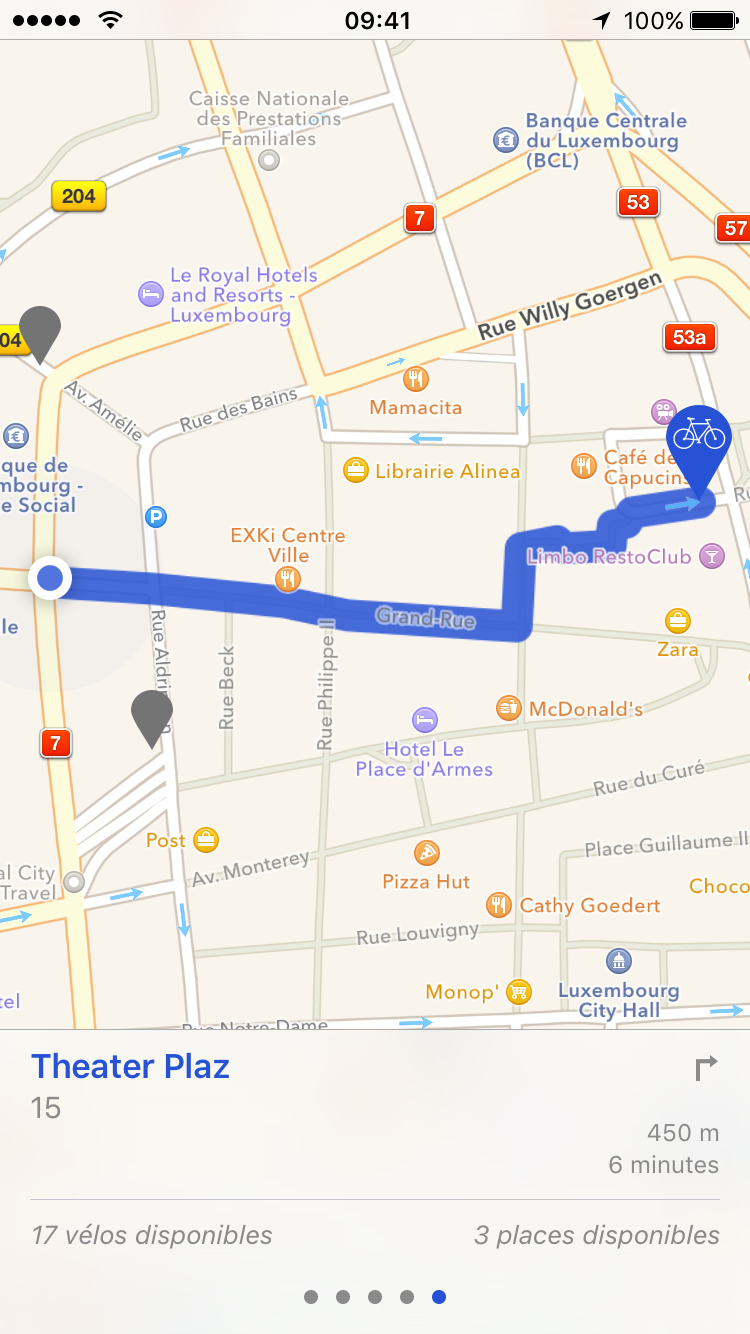 09:41
100%
Caisse Nationale
des Prestations
Familiales
Banque Centrale
du Luxembourg
(BCL)
204
53
7
57
Le Royal Hotels
and Resorts -
Luxembourg
Rue Willy Goergen
04
53a
Av. Amélie
Rue des Bains
Mamacita
que de
mbourg -
e Social
Librairie Alinea
Café de
Capucins
P
EXKi Centre
Ville
Limbo RestoClub
Grand-Rue
le
Zara
Rue Beck
Rue Philippe II
McDonald's
7
Hotel Le
Place d'Armes
Rue du Curé
Post
Place Guillaume II
Av. Monterey
al City
Travel
Pizza Hut
Choco
Cathy Goedert
Rue Louvigny
Monop'
Luxembourg
City Hall
tel
Rue Notre-Dame
Theater Plaz
15
450 m
6 minutes
17 vélos disponibles
3 places disponibles